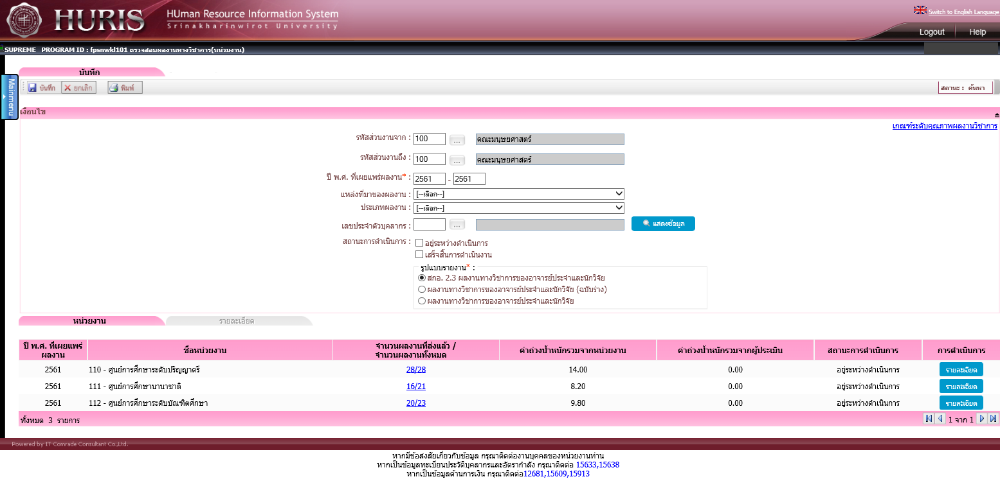 HURIS
HUman Resource Information System
Srinakharinwirot University
Switch to English Language
Logout
Help
SUPREME PROGRAM ID : fpsnwkl101 ตรวจสอบผลงานทางวิชาการ(หน่วยงาน)
บันทึก
Mainmenu
บันทึก
ยกเลิก
พิมพ์
สถานะ : ค้นหา
เงื่อนไข
เกณฑ์ระดับคุณภาพผลงานวิชาการ
รหัสส่วนงานจาก : 100 ... คณะมนุษยศาสตร์
รหัสส่วนงานถึง : 100 ... คณะมนุษยศาสตร์
ปี พ.ศ. ที่เผยแพร่ผลงาน* : 2561 - 2561
แหล่งที่มาของผลงาน : [--เลือก--]
ประเภทผลงาน : [--เลือก--]
เลขประจำตัวบุคลากร : ... แสดงข้อมูล
สถานะการดำเนินการ : อยู่ระหว่างดำเนินการ
เสร็จสิ้นการดำเนินงาน
รูปแบบรายงาน* :
สกอ. 2.3 ผลงานทางวิชาการของอาจารย์ประจำและนักวิจัย
ผลงานทางวิชาการของอาจารย์ประจำและนักวิจัย (ฉบับร่าง)
ผลงานทางวิชาการของอาจารย์ประจำและนักวิจัย
หน่วยงาน
รายละเอียด
ปี พ.ศ. ที่เผยแพร่
ผลงาน
ชื่อหน่วยงาน
จำนวนผลงานที่ส่งแล้ว /
จำนวนผลงานทั้งหมด
ค่าถ่วงน้ำหนักรวมจากหน่วยงาน
ค่าถ่วงน้ำหนักรวมจากผู้ประเมิน
สถานะการดำเนินการ
การดำเนินการ
2561 110 - ศูนย์การศึกษาระดับปริญญาตรี 28/28 14.00 0.00 อยู่ระหว่างดำเนินการ รายละเอียด
2561 111 - ศูนย์การศึกษานานาชาติ 16/21 8.20 0.00 อยู่ระหว่างดำเนินการ รายละเอียด
2561 112 - ศูนย์การศึกษาระดับบัณฑิตศึกษา 20/23 9.80 0.00 อยู่ระหว่างดำเนินการ รายละเอียด
ทั้งหมด 3 รายการ
1 จาก 1
Powered by IT Comrade Consultant Co.,Ltd.
หากมีข้อสงสัยเกี่ยวกับข้อมูล กรุณาติดต่องานบุคคลของหน่วยงานท่าน
หากเป็นข้อมูลทะเบียนประวัติบุคลากรและอัตรากำลัง กรุณาติดต่อ 15633,15638
หากเป็นข้อมูลด้านการเงิน กรุณาติดต่อ12681,15609,15913